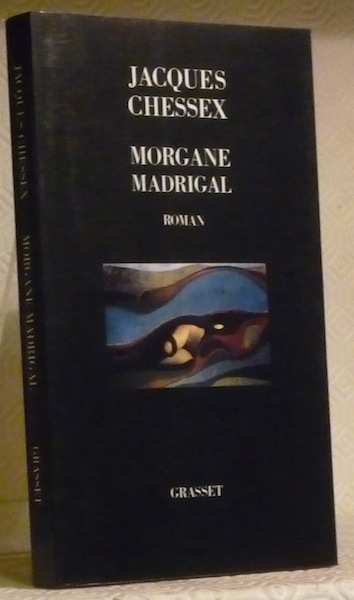 JACQUES
CHESSEX
MORGANE
MADRIGAL
ROMAN
GRASSET
JACQUES CHESSEX MORGANE MADRIGAL GRASSET